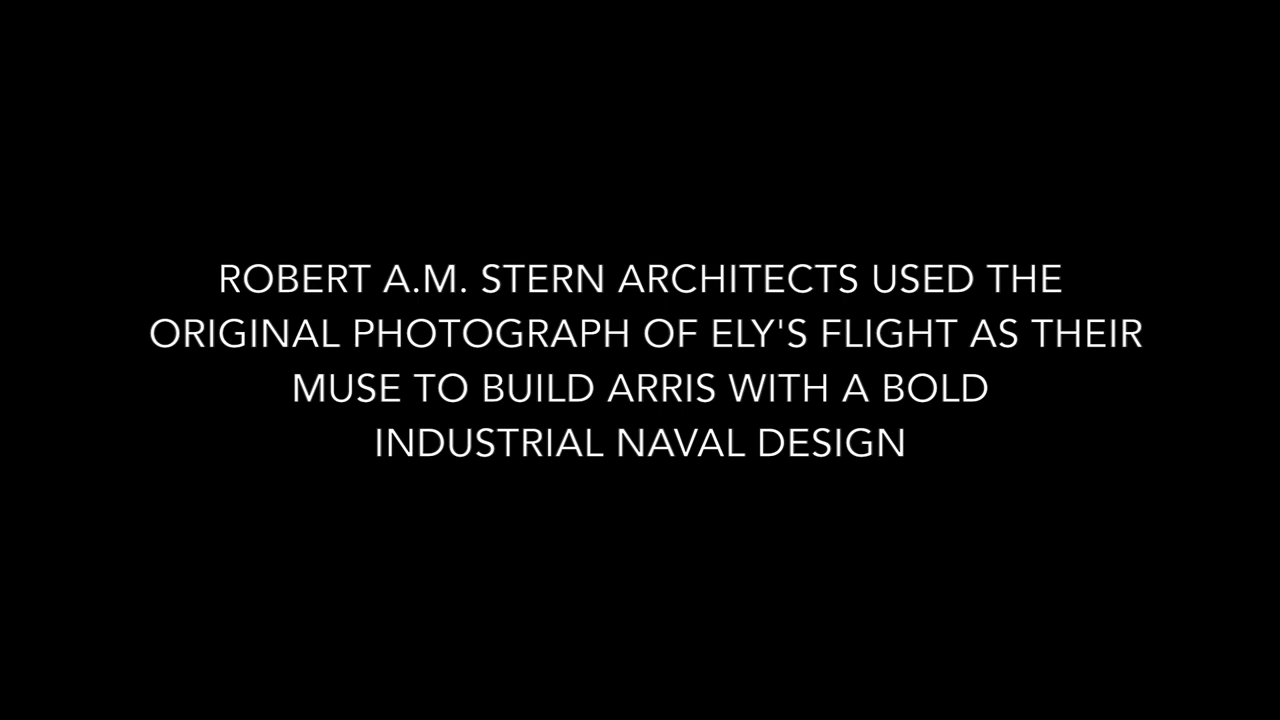 ROBERT A.M. STERN ARCHITECTS USED THE
ORIGINAL PHOTOGRAPH OF ELY'S FLIGHT AS THEIR
MUSE TO BUILD ARRIS WITH A BOLD
INDUSTRIAL NAVAL DESIGN